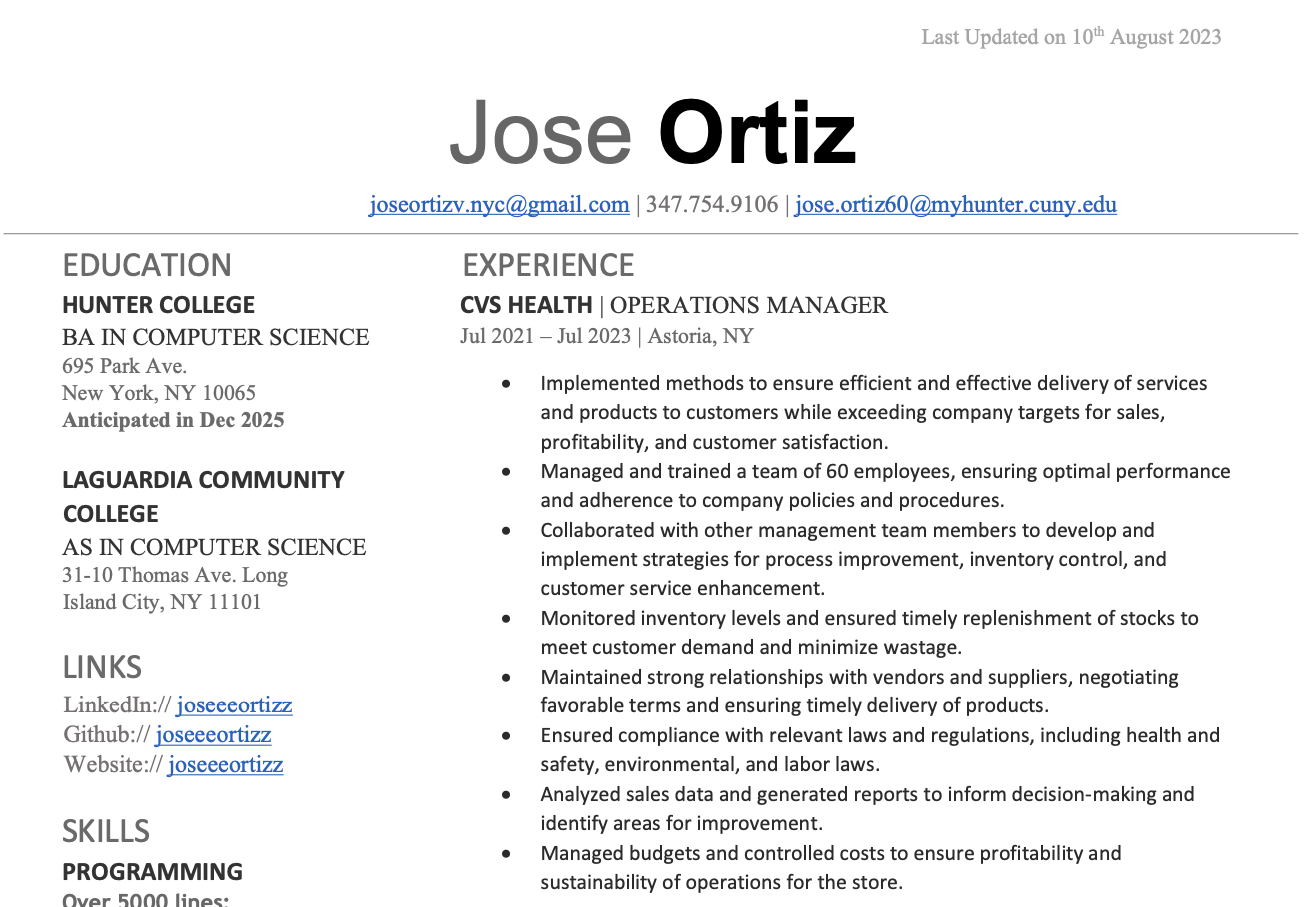 Last Updated on 10th August 2023
Jose Ortiz
joseortizv.nyc@gmail.com | 347.754.9106 | jose.ortiz60@myhunter.cuny.edu
EDUCATION
HUNTER COLLEGE
BA IN COMPUTER SCIENCE
695 Park Ave.
New York, NY 10065
Anticipated in Dec 2025
LAGUARDIA COMMUNITY
COLLEGE
AS IN COMPUTER SCIENCE
31-10 Thomas Ave. Long
Island City, NY 11101
LINKS
LinkedIn:// joseeeortizz
Github:// joseeeortizz
Website:// joseeeortizz
SKILLS
PROGRAMMING
Over 5000 lines:
EXPERIENCE
CVS HEALTH | OPERATIONS MANAGER
Jul 2021 – Jul 2023 | Astoria, NY
• Implemented methods to ensure efficient and effective delivery of services
and products to customers while exceeding company targets for sales,
profitability, and customer satisfaction.
• Managed and trained a team of 60 employees, ensuring optimal performance
and adherence to company policies and procedures.
• Collaborated with other management team members to develop and
implement strategies for process improvement, inventory control, and
customer service enhancement.
• Monitored inventory levels and ensured timely replenishment of stocks to
meet customer demand and minimize wastage.
• Maintained strong relationships with vendors and suppliers, negotiating
favorable terms and ensuring timely delivery of products.
• Ensured compliance with relevant laws and regulations, including health and
safety, environmental, and labor laws.
• Analyzed sales data and generated reports to inform decision-making and
identify areas for improvement.
• Managed budgets and controlled costs to ensure profitability and
sustainability of operations for the store.